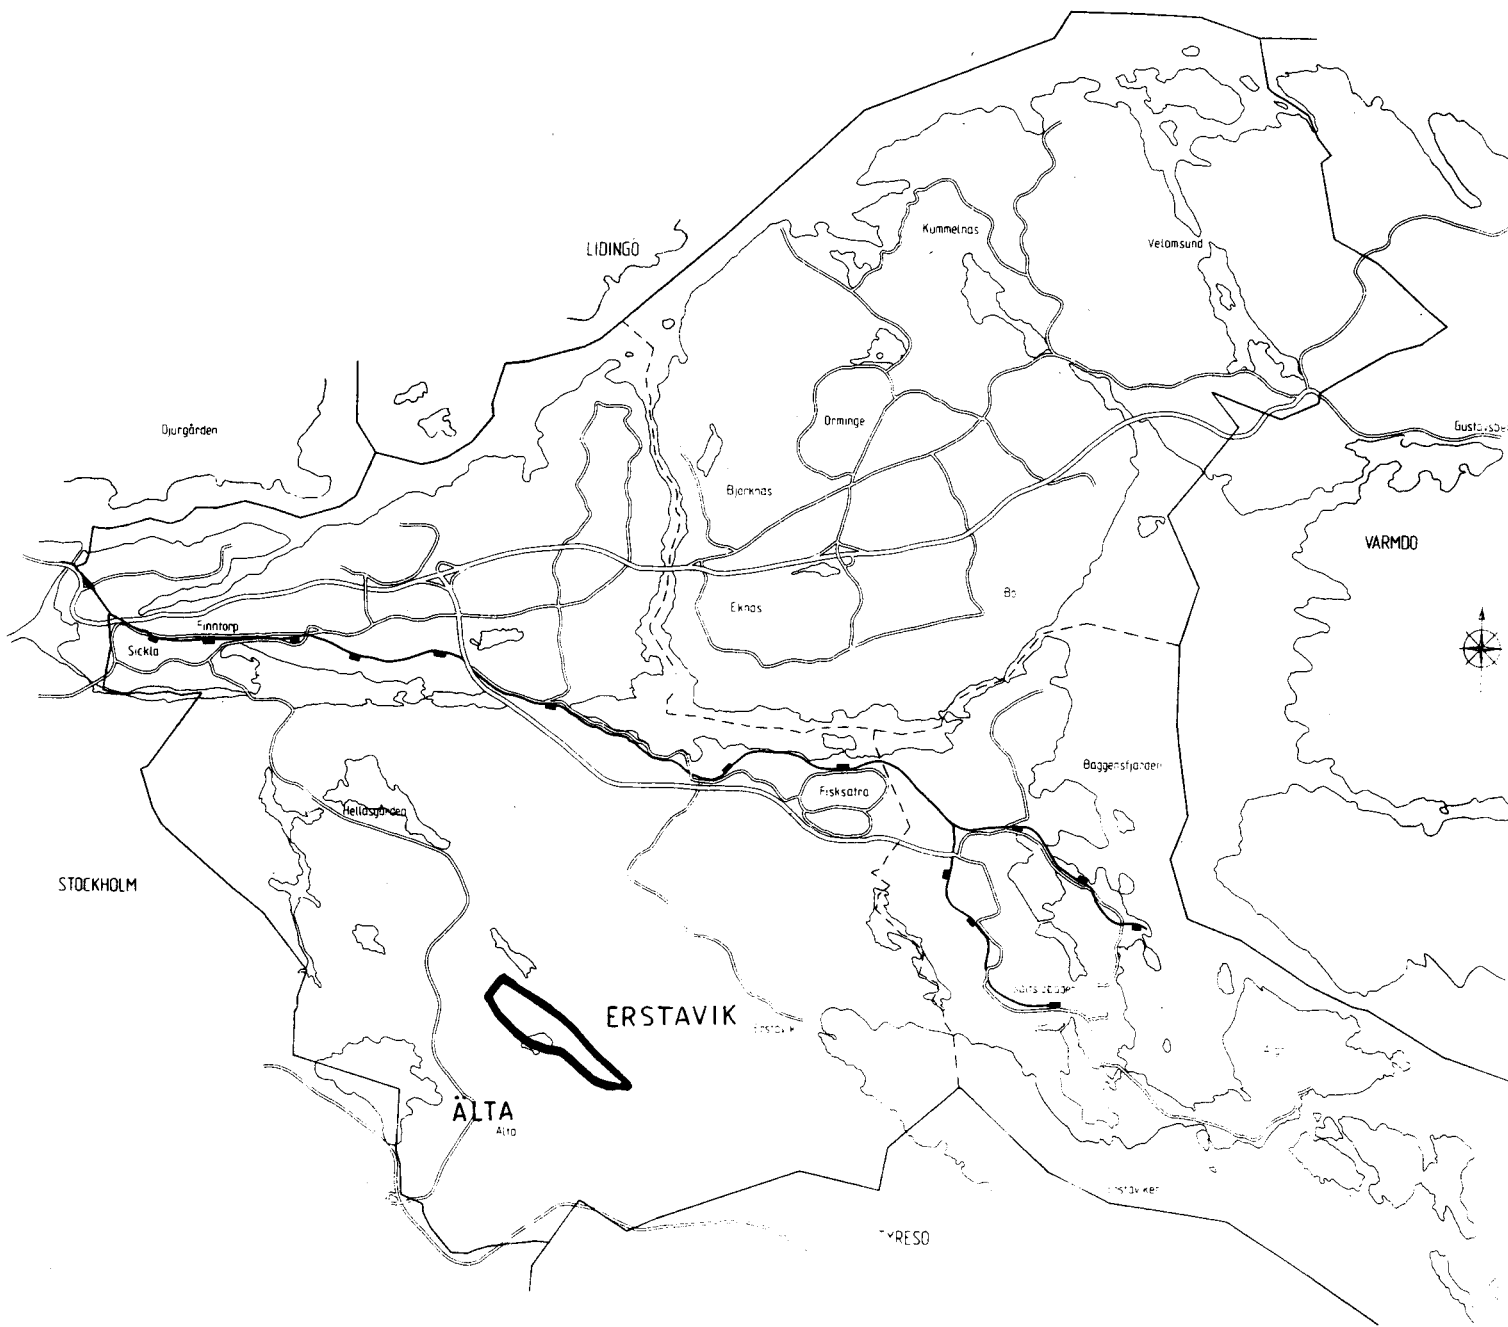 Kummelnas
Velamsund
LIDINGÖ
Djurgården
Orminge
Gustavsbe
Bjorknas
VARMDO
Eknas
Bo
Finntorp
Sickla
Baggensfjarden
Fisksatra
Hellasgården
STOCKHOLM
ERSTAVIK
Erstavik
ÄLTA
Alta
TYRESO